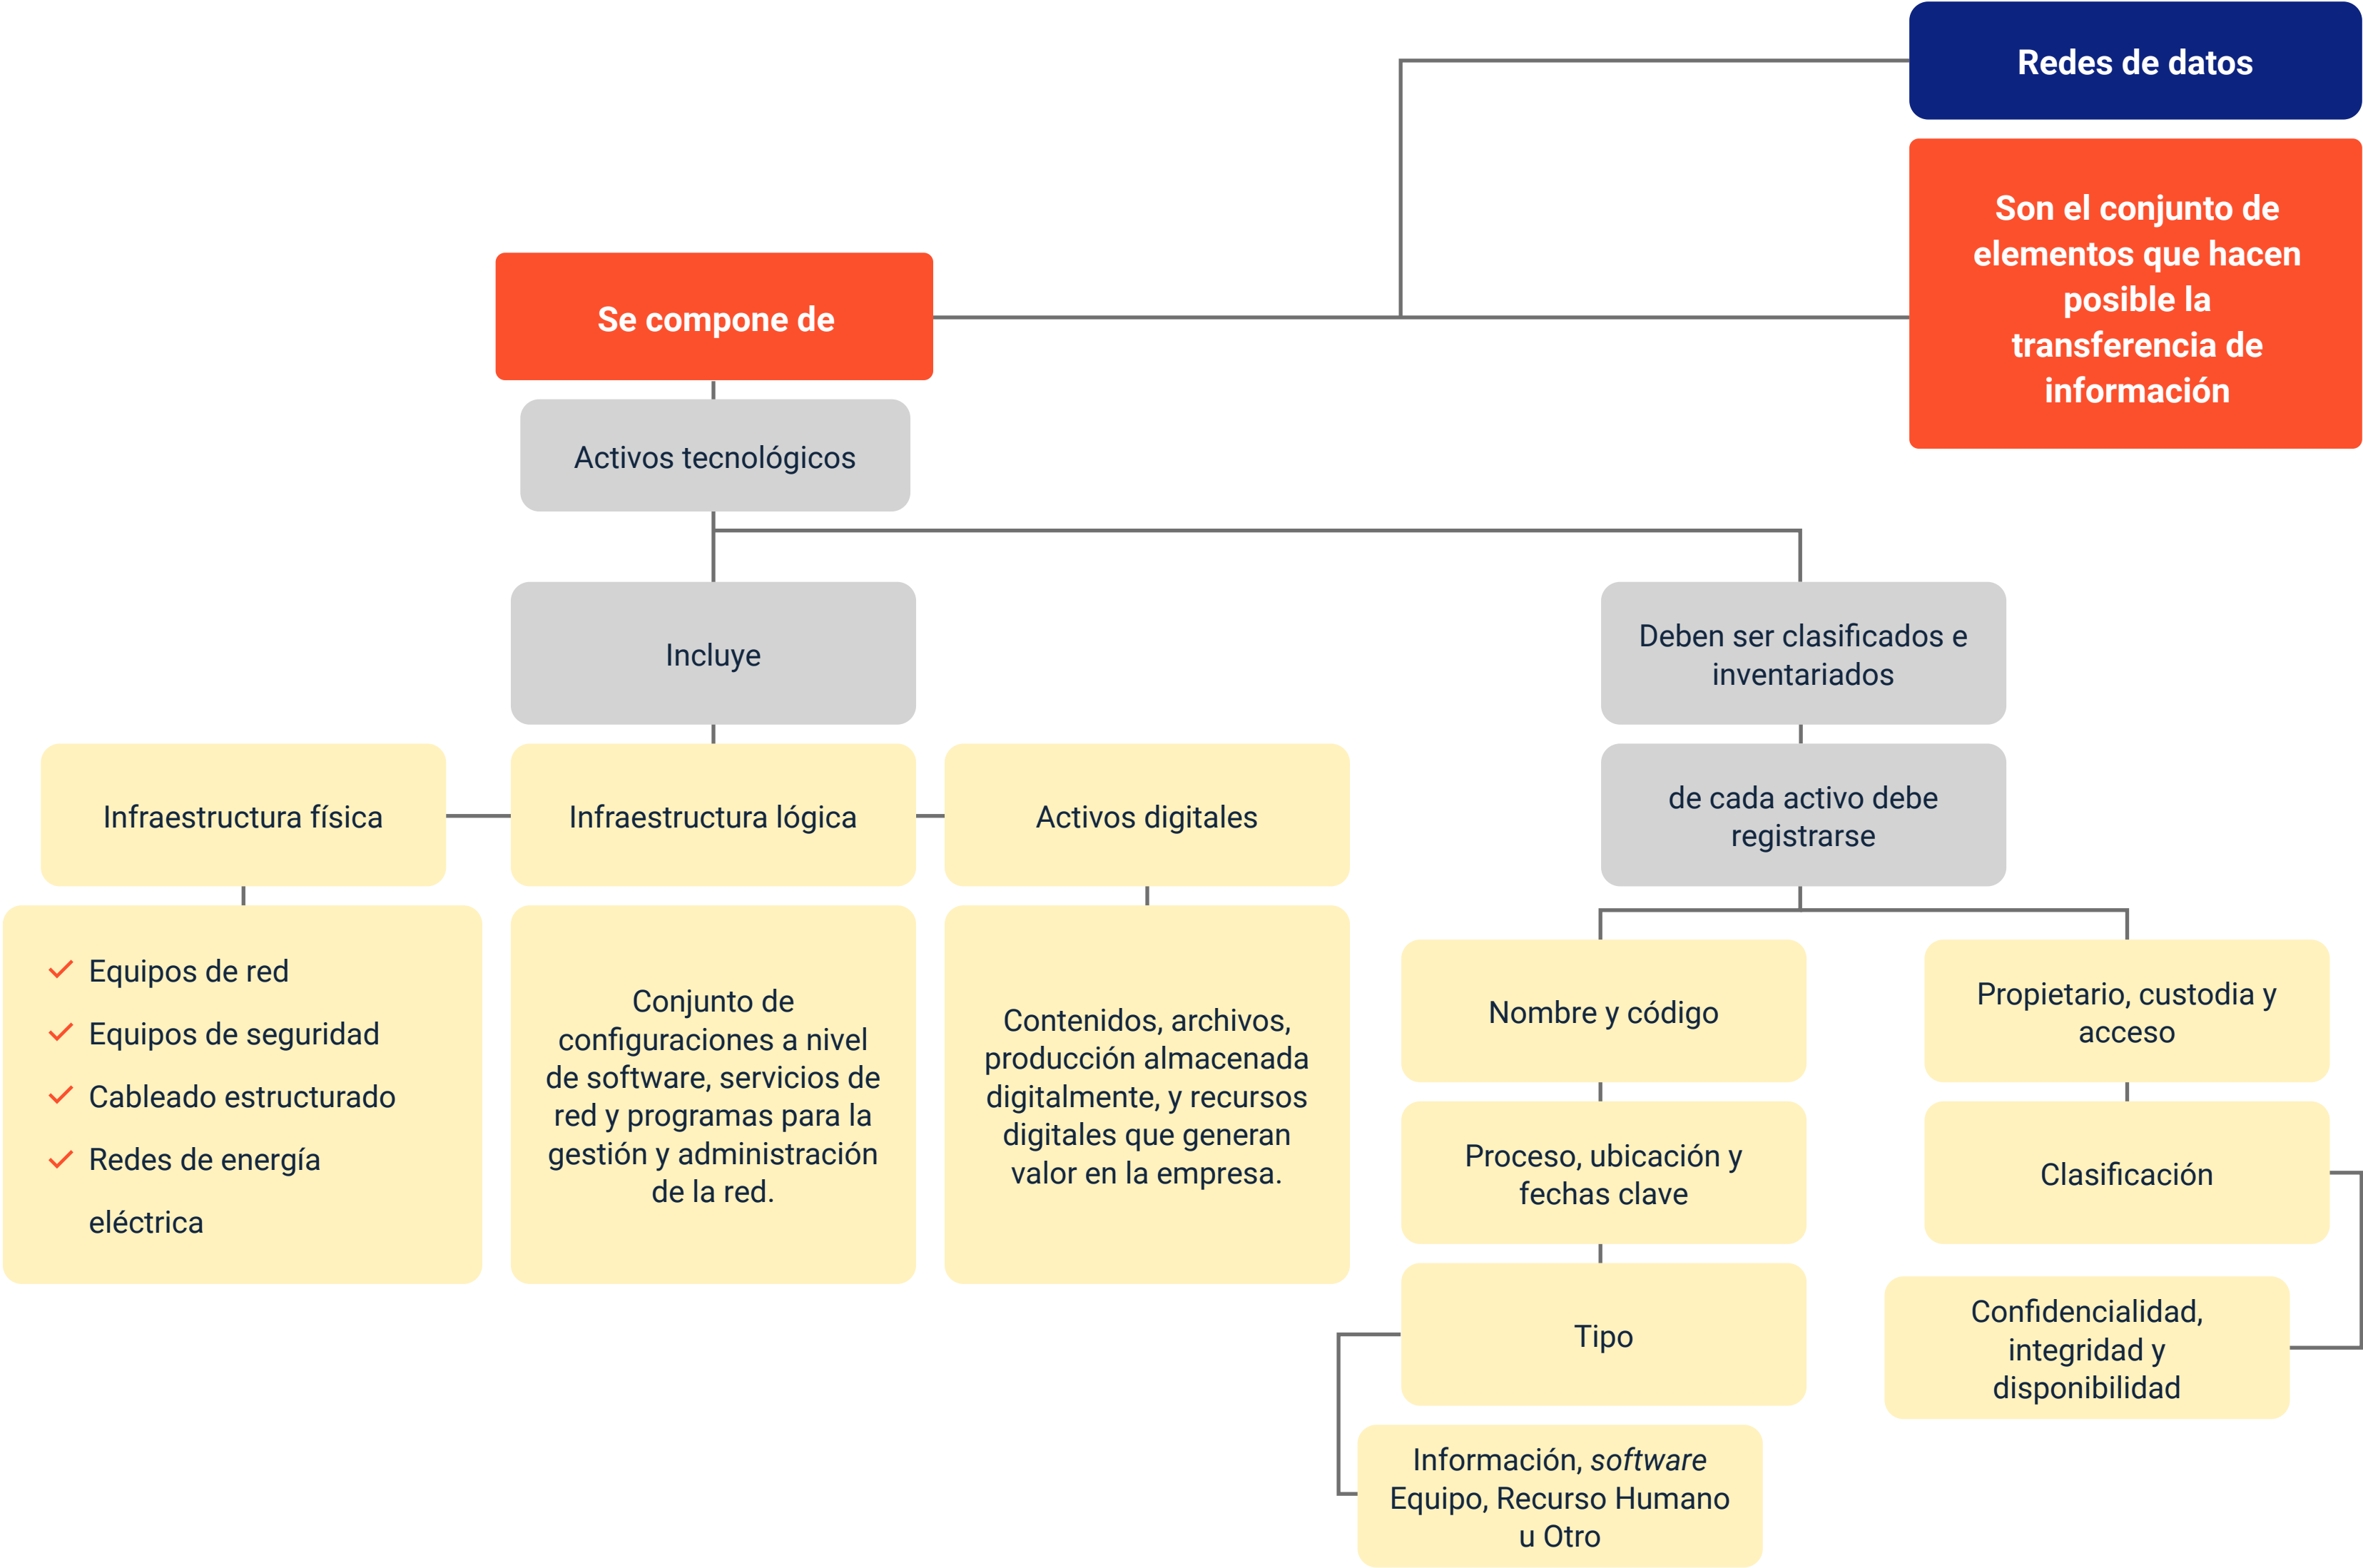 Redes de datos
Son el conjunto de
elementos que hacen
posible la
transferencia de
información
Se compone de
Activos tecnológicos
Incluye
Deben ser clasificados e
inventariados
Infraestructura física
Infraestructura lógica
Activos digitales
de cada activo debe
registrarse
Equipos de red
Equipos de seguridad
Cableado estructurado
Redes de energía
eléctrica
Conjunto de
configuraciones a nivel
de software, servicios de
red y programas para la
gestión y administración
de la red.
Contenidos, archivos,
producción almacenada
digitalmente, y recursos
digitales que generan
valor en la empresa.
Nombre y código
Propietario, custodia y
acceso
Proceso, ubicación y
fechas clave
Clasificación
Tipo
Confidencialidad,
integridad y
disponibilidad
Información, software
Equipo, Recurso Humano
u Otro